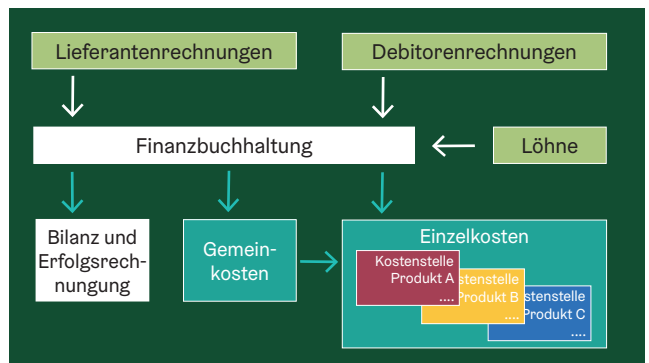 Lieferantenrechnungen
Debitorenrechnungen
Finanzbuchhaltung
Löhne
Bilanz und
Erfolgsrech-
nungung
Gemein-
kosten
Einzelkosten
Kostenstelle
Produkt A
....
stenstelle
Produkt B
....
stenstelle
Produkt C
....